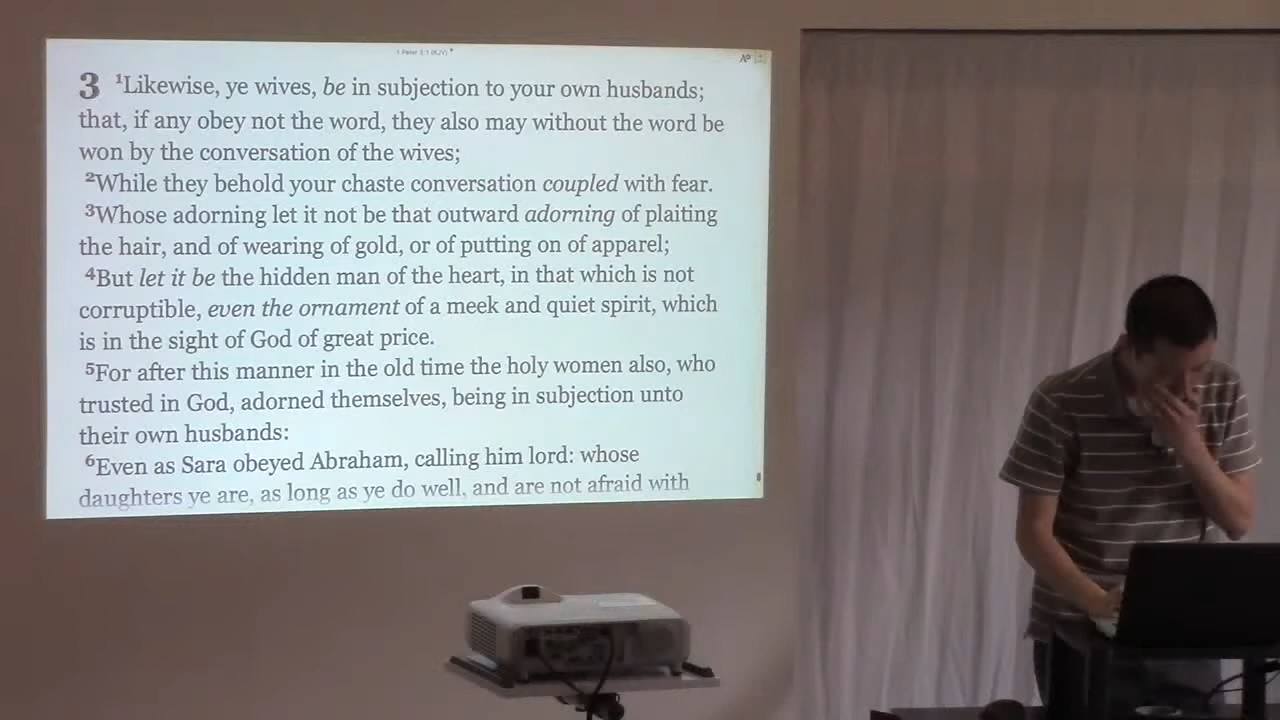 1 Peter 3:1 (KJV)
3 ¹Likewise, ye wives, be in subjection to your own husbands;
that, if any obey not the word, they also may without the word be
won by the conversation of the wives;
²While they behold your chaste conversation coupled with fear.
³Whose adorning let it not be that outward adorning of plaiting
the hair, and of wearing of gold, or of putting on of apparel;
⁴But let it be the hidden man of the heart, in that which is not
corruptible, even the ornament of a meek and quiet spirit, which
is in the sight of God of great price.
⁵For after this manner in the old time the holy women also, who
trusted in God, adorned themselves, being in subjection unto
their own husbands:
⁶Even as Sara obeyed Abraham, calling him lord: whose
daughters ye are, as long as ye do well, and are not afraid with